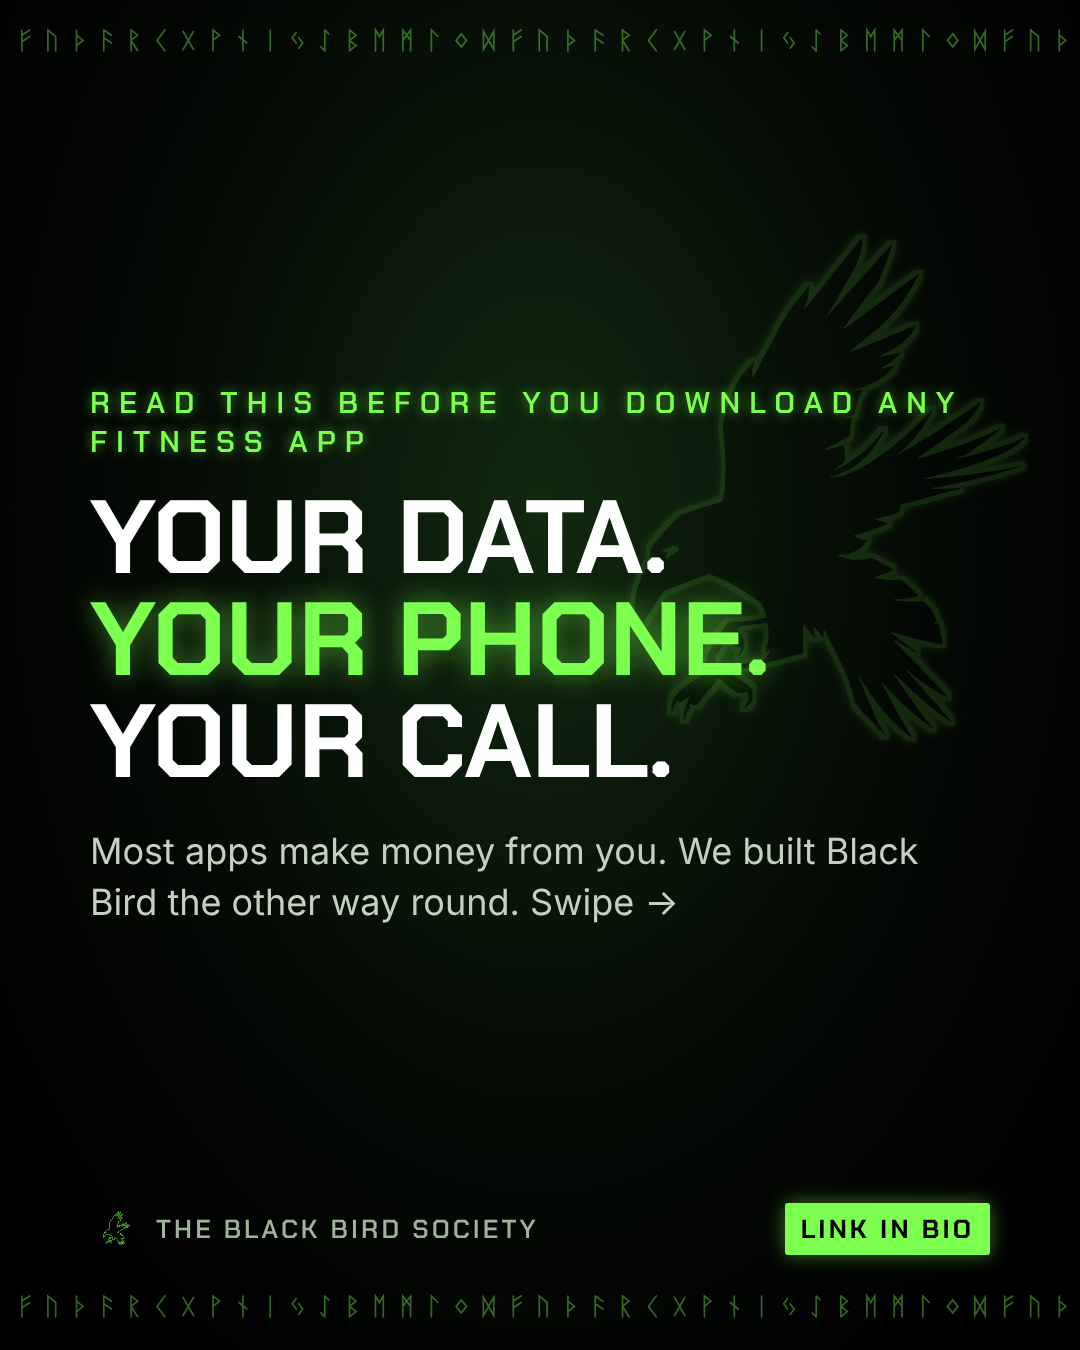 ᚠ ᚢ ᚦ ᚨ ᚱ ᚲ ᚷ ᚹ ᚾ ᛁ ᛃ ᛇ ᛒ ᛖ ᛗ ᛚ ᛜ ᛞ ᚠ ᚢ ᚦ ᚨ ᚱ ᚲ ᚷ ᚹ ᚾ ᛁ ᛃ ᛇ ᛒ ᛖ ᛗ ᛚ ᛜ ᛞ ᚠ ᚢ ᚦ
READ THIS BEFORE YOU DOWNLOAD ANY
FITNESS APP
YOUR DATA.
YOUR PHONE.
YOUR CALL.
Most apps make money from you. We built Black
Bird the other way round. Swipe →
THE BLACK BIRD SOCIETY
LINK IN BIO
ᚠ ᚢ ᚦ ᚨ ᚱ ᚲ ᚷ ᚹ ᚾ ᛁ ᛃ ᛇ ᛒ ᛖ ᛗ ᛚ ᛜ ᛞ ᚠ ᚢ ᚦ ᚨ ᚱ ᚲ ᚷ ᚹ ᚾ ᛁ ᛃ ᛇ ᛒ ᛖ ᛗ ᛚ ᛜ ᛞ ᚠ ᚢ ᚦ